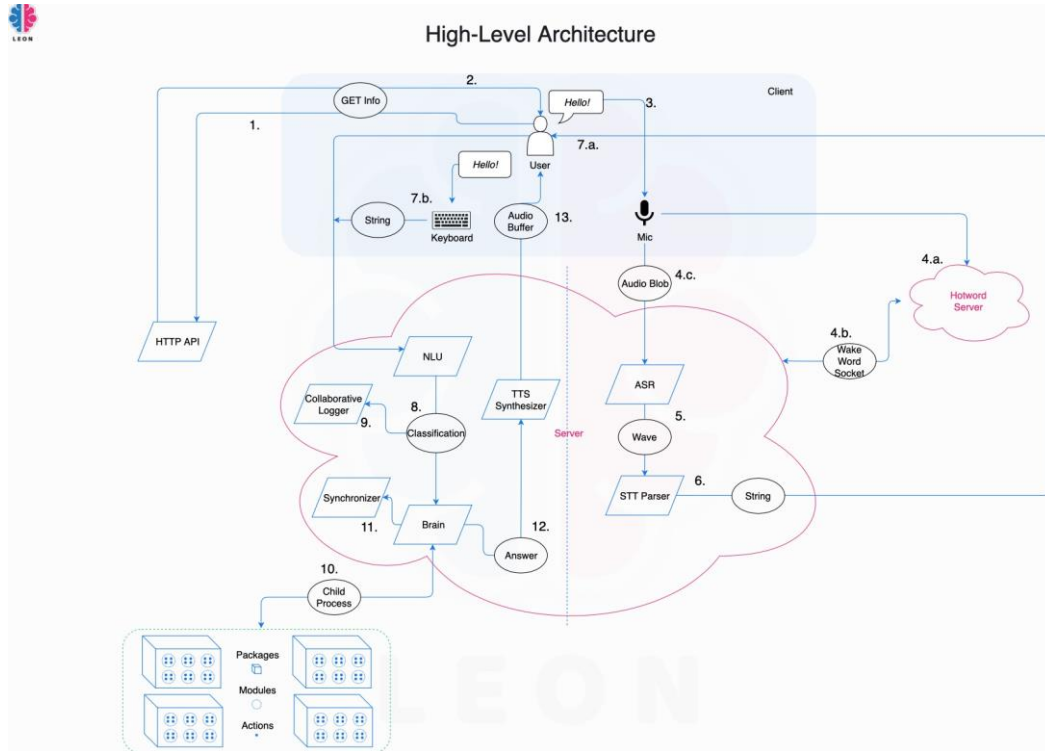 LEON
High-Level Architecture
Client
2.
GET Info
Hello!
3.
1.
7.a.
User
Hello!
7.b.
String
Keyboard
Audio
Buffer
13.
Mic
4.a.
Hotword
Server
Audio Blob
4.c.
4.b.
Wake
Word
Socket
HTTP API
NLU
Collaborative
Logger
8.
9.
Classification
TTS
Synthesizer
Server
ASR
5.
Wave
Synchronizer
11.
Brain
12.
Answer
STT Parser
6.
String
10.
Child
Process
Packages
Modules
Actions
LEON